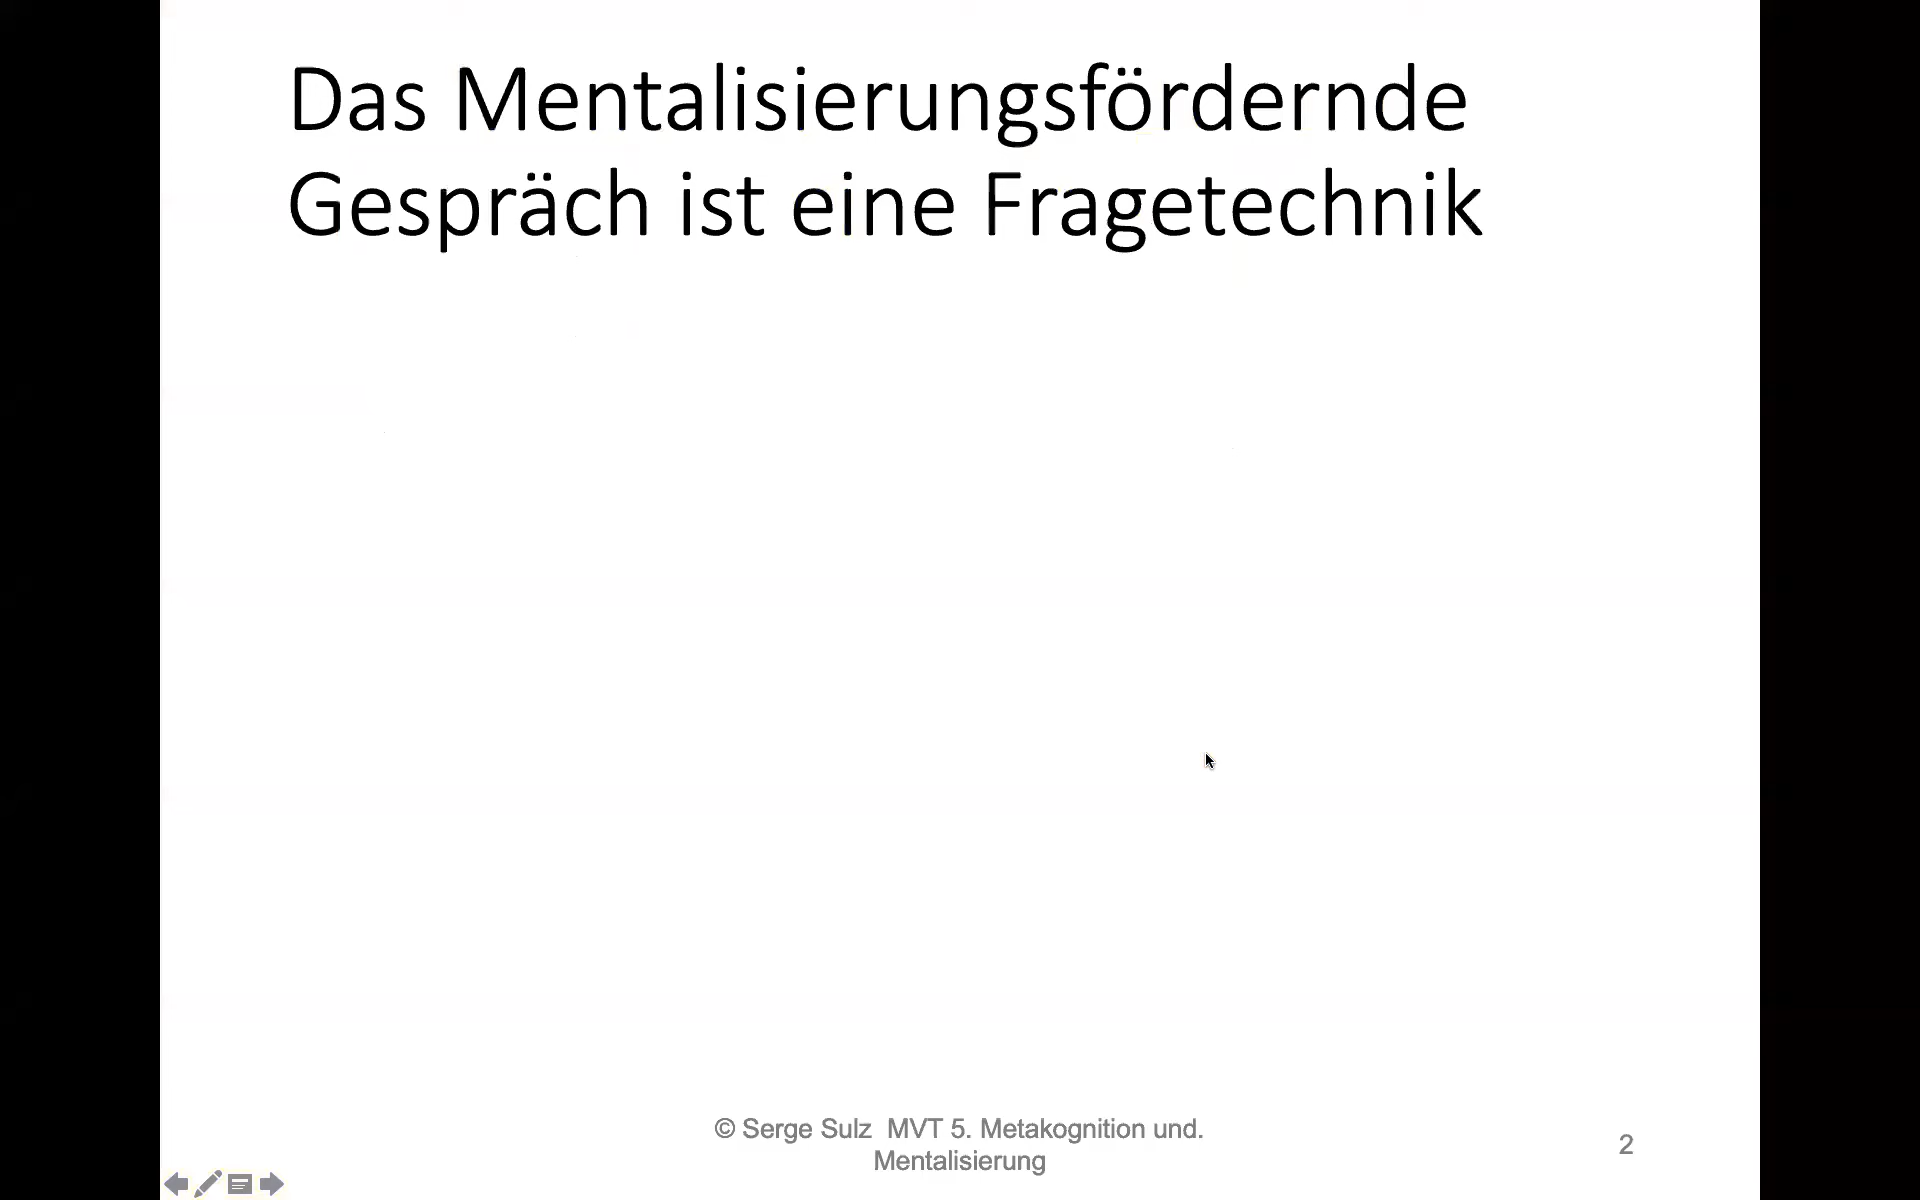 Das Mentalisierungsfördernde
Gespräch ist eine Fragetechnik
© Serge Sulz  MVT 5. Metakognition und.
Mentalisierung
2